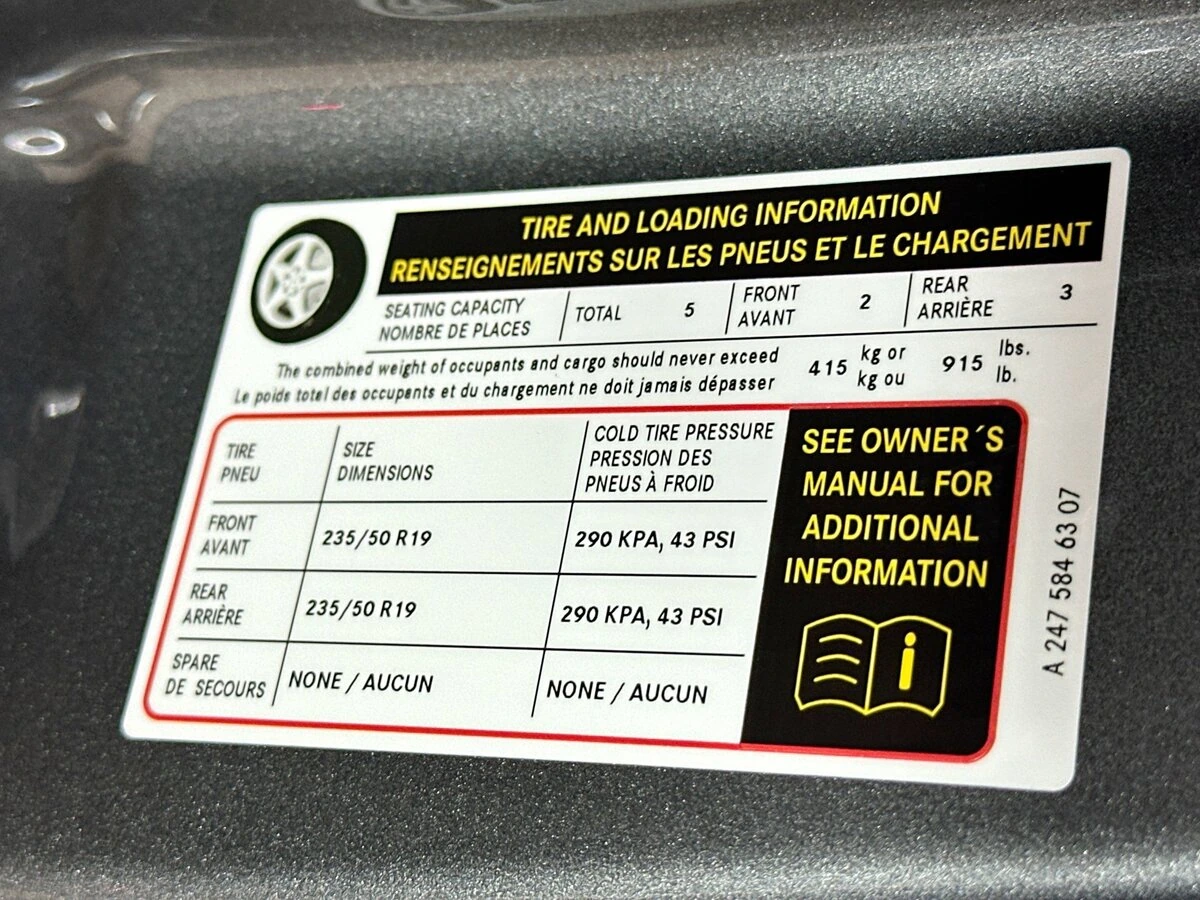 TIRE AND LOADING INFORMATION
RENSEIGNEMENTS SUR LES PNEUS ET LE CHARGEMENT
SEATING CAPACITY
NOMBRE DE PLACES
TOTAL 5
FRONT
AVANT
2
REAR
ARRIÈRE
3
The combined weight of occupants and cargo should never exceed
Le poids total des occupants et du chargement ne doit jamais dépasser
415
kg or
kg ou
915
lbs.
lb.
TIRE
PNEU
SIZE
DIMENSIONS
COLD TIRE PRESSURE
PRESSION DES
PNEUS À FROID
FRONT
AVANT
235/50 R19
290 KPA, 43 PSI
REAR
ARRIÈRE
235/50 R19
290 KPA, 43 PSI
SPARE
DE SECOURS
NONE / AUCUN
NONE / AUCUN
SEE OWNER´S
MANUAL FOR
ADDITIONAL
INFORMATION
i
A 247 584 63 07